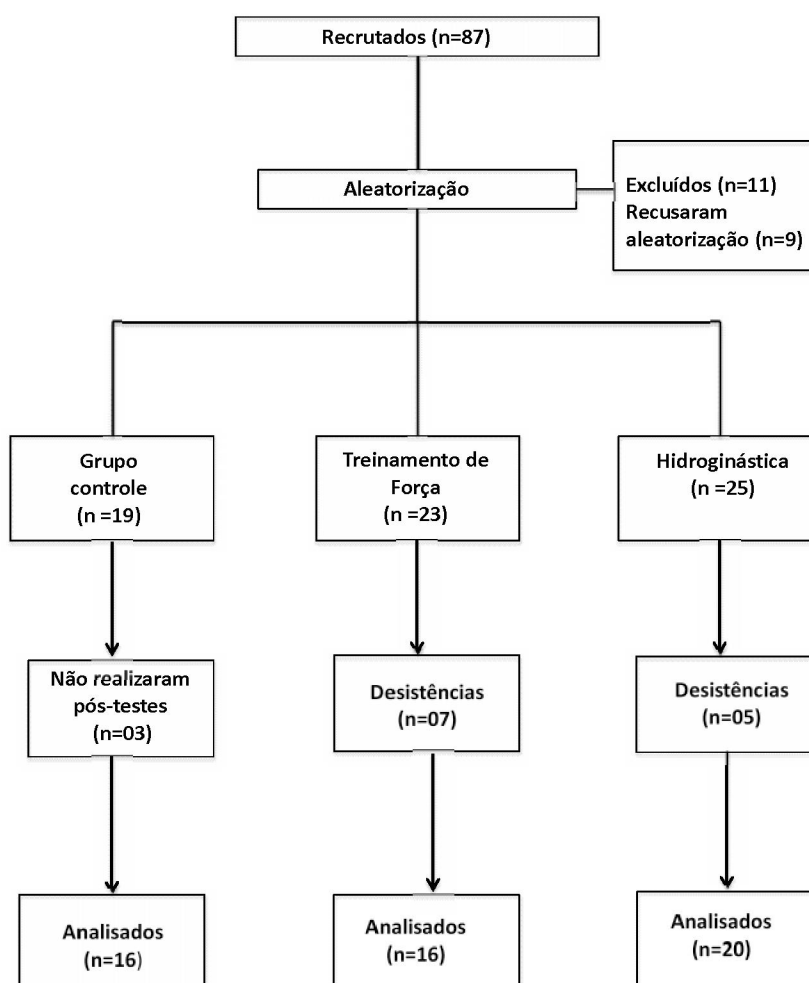 Recrutados (n=87)
Aleatorização
Excluídos (n=11)
Recusaram
aleatorização (n=9)
Grupo
controle
(n =19)
Treinamento de
Força
(n =23)
Hidroginástica
(n =25)
Não realizaram
pós-testes
(n=03)
Desistências
(n=07)
Desistências
(n=05)
Analisados
(n=16)
Analisados
(n=16)
Analisados
(n=20)